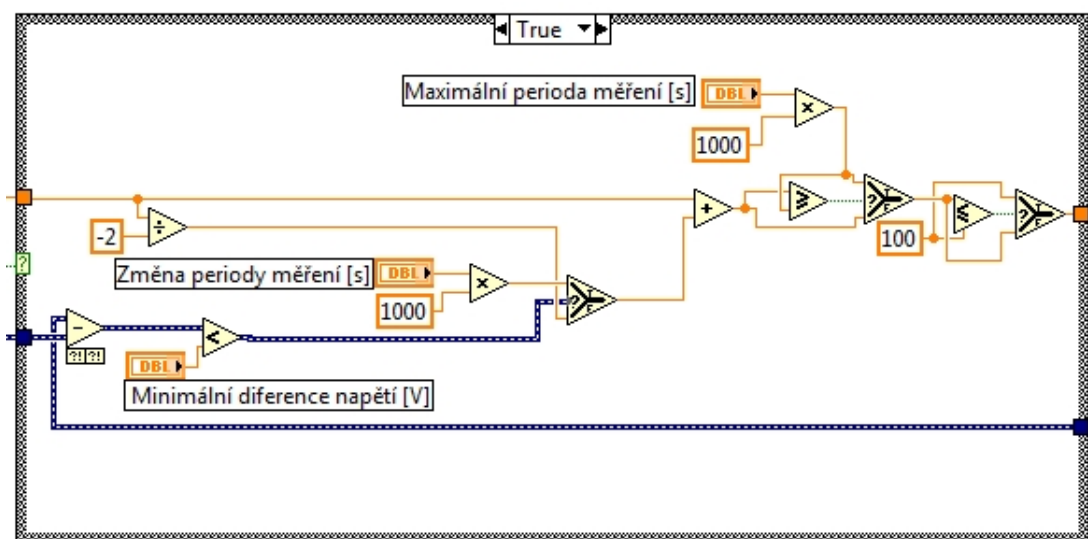 True
Maximální perioda měření [s]
DBL
×
1000
+
≥
?
T
F
≤
?
T
F
100
-2
÷
?
Změna periody měření [s]
DBL
×
1000
?
T
F
-
?!
?!
<
DBL
Minimální diference napětí [V]